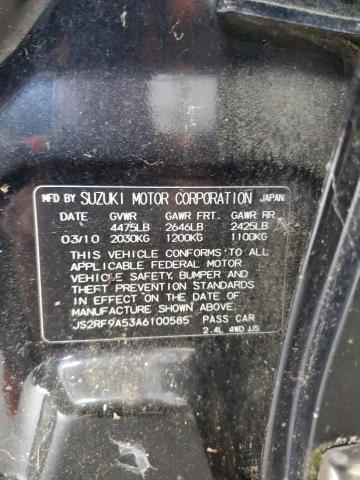 MFD BY SUZUKI MOTOR CORPORATION JAPAN
DATE GVWR GAWR FRT. GAWR RR
4475LB 2646LB 2425LB
03/10 2030KG 1200KG 1100KG
THIS VEHICLE CONFORMS TO ALL
APPLICABLE FEDERAL MOTOR
VEHICLE SAFETY, BUMPER AND
THEFT PREVENTION STANDARDS
IN EFFECT ON THE DATE OF
MANUFACTURE SHOWN ABOVE.
JS2RF9A53A6100585 PASS CAR
2.4L 4WD JJS